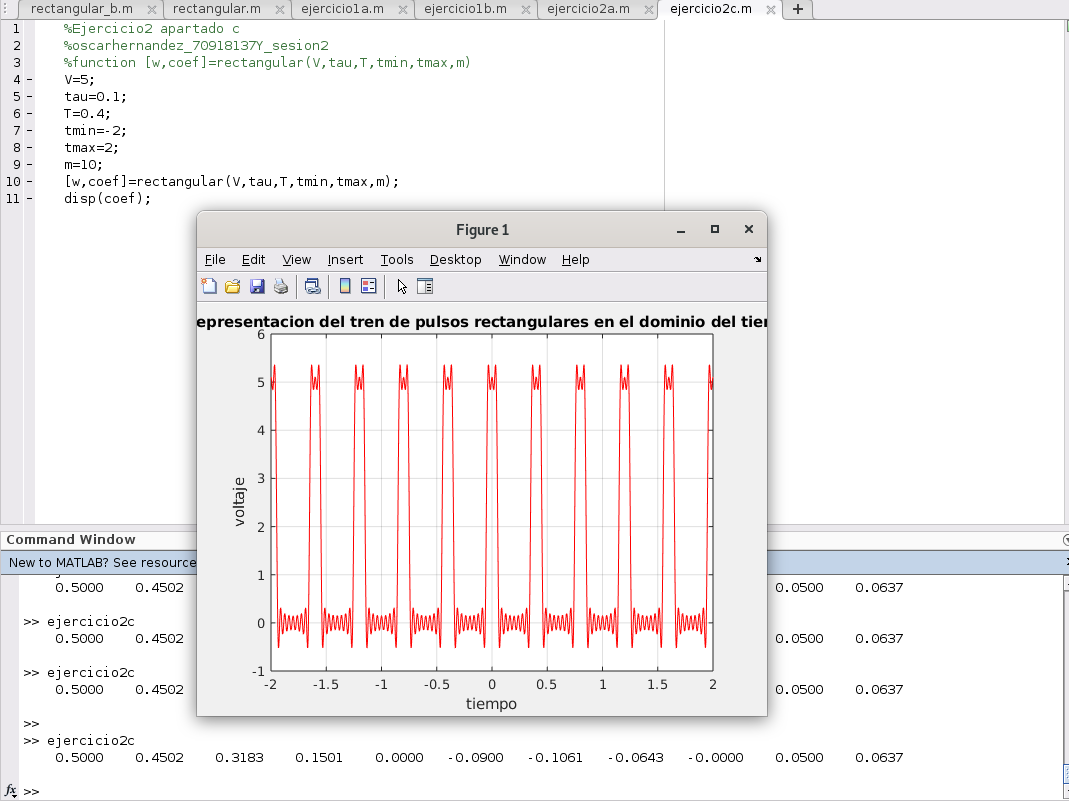 rectangular_b.m rectangular.m ejercicio1a.m ejercicio1b.m ejercicio2a.m ejercicio2c.m +
1 %Ejercicio2 apartado c
2 %oscarhernandez_70918137Y_sesion2
3 %function [w,coef]=rectangular(V,tau,T,tmin,tmax,m)
4 - V=5;
5 - tau=0.1;
6 - T=0.4;
7 - tmin=-2;
8 - tmax=2;
9 - m=10;
10 - [w,coef]=rectangular(V,tau,T,tmin,tmax,m);
11 - disp(coef);
Figure 1
File Edit View Insert Tools Desktop Window Help
epresentacion del tren de pulsos rectangulares en el dominio del tie
6
5
4
3
2
1
0
-1
voltaje
-2 -1.5 -1 -0.5 0 0.5 1 1.5 2
tiempo
Command Window
New to MATLAB? See resource
0.5000 0.4502 0.0500 0.0637
>> ejercicio2c
0.5000 0.4502 0.0500 0.0637
>> ejercicio2c
0.5000 0.4502 0.0500 0.0637
>>
>> ejercicio2c
0.5000 0.4502 0.3183 0.1501 0.0000 -0.0900 -0.1061 -0.0643 -0.0000 0.0500 0.0637
fx >>